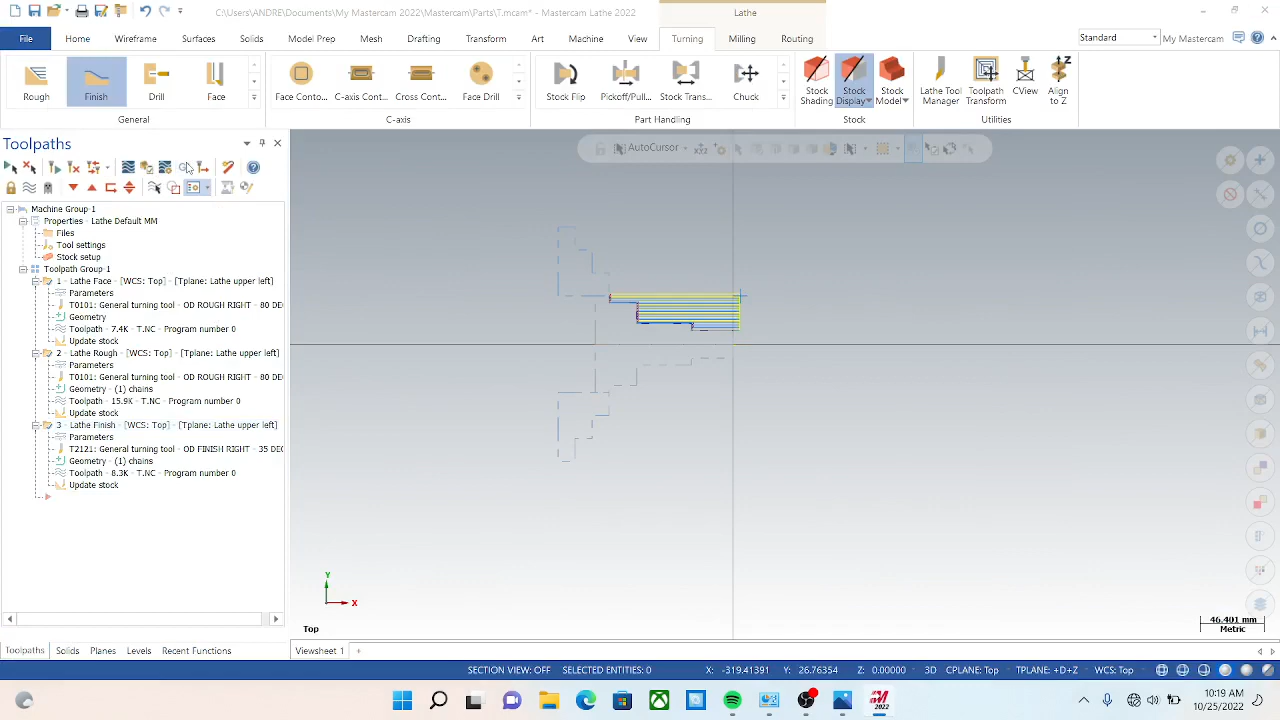 C:\Users\ANDRE\Documents\My Mastercam 2022\Mastercam\Parts\T.mcam* - Mastercam Lathe 2022
Lathe
File Home Wireframe Surfaces Solids Model Prep Mesh Drafting Transform Art Machine View Turning Milling Routing Standard My Mastercam
Rough Finish Drill Face Face Conto... C-axis Cont... Cross Cont... Face Drill Stock Flip Pickoff/Pull... Stock Trans... Chuck Stock Shading Stock Display Stock Model Lathe Tool Manager Toolpath Transform CView Align to Z
General C-axis Part Handling Stock Utilities
Toolpaths
AutoCursor
Machine Group-1
Properties - Lathe Default MM
Files
Tool settings
Stock setup
Toolpath Group-1
1 - Lathe Face - [WCS: Top] - [Tplane: Lathe upper left]
Parameters
T0101: General turning tool - OD ROUGH RIGHT - 80 DEG
Geometry
Toolpath - 7.4K - T.NC - Program number 0
Update stock
2 - Lathe Rough - [WCS: Top] - [Tplane: Lathe upper left]
Parameters
T0101: General turning tool - OD ROUGH RIGHT - 80 DEG
Geometry - (1) chains
Toolpath - 15.9K - T.NC - Program number 0
Update stock
3 - Lathe Finish - [WCS: Top] - [Tplane: Lathe upper left]
Parameters
T2121: General turning tool - OD FINISH RIGHT - 35 DEG
Geometry - (1) chains
Toolpath - 8.3K - T.NC - Program number 0
Update stock
Y
X
Top
46.401 mm
Metric
Toolpaths Solids Planes Levels Recent Functions Viewsheet 1 +
SECTION VIEW: OFF SELECTED ENTITIES: 0 X: -319.41391 Y: 26.76354 Z: 0.00000 3D CPLANE: Top TPLANE: +D+Z WCS: Top
2022
10:19 AM
10/25/2022